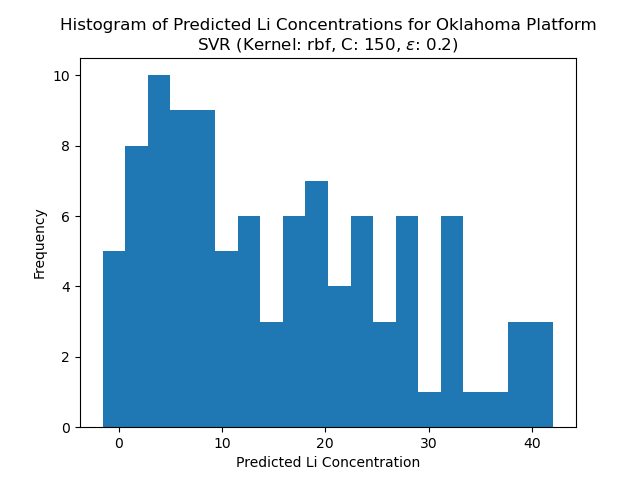 Histogram of Predicted Li Concentrations for Oklahoma Platform
SVR (Kernel: rbf, C: 150, ε: 0.2)
10
8
6
4
2
0
Frequency
0 10 20 30 40
Predicted Li Concentration